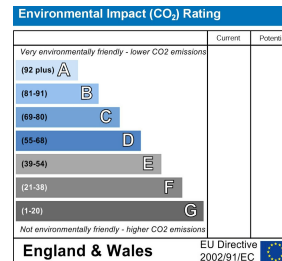 Environmental Impact (CO₂) Rating
Current Potenti
Very environmentally friendly - lower CO2 emissions
(92 plus) A
(81-91) B
(69-80) C
(55-68) D
(39-54) E
(21-38) F
(1-20) G
Not environmentally friendly - higher CO2 emissions
England & Wales
EU Directive
2002/91/EC